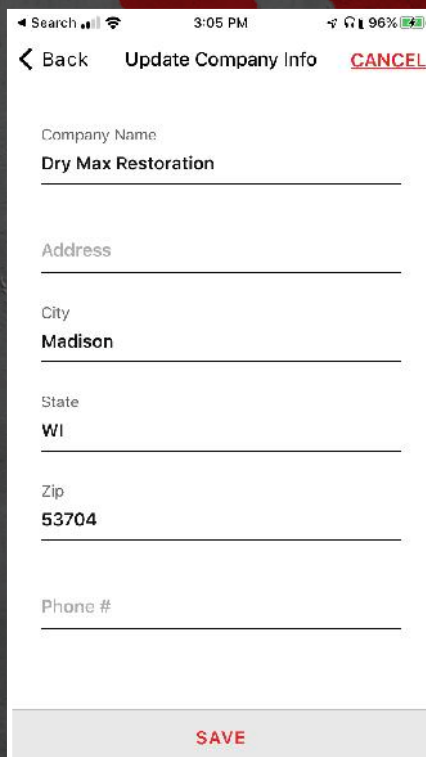 Search 3:05 PM 96%
Back Update Company Info CANCEL
Company Name
Dry Max Restoration
Address
City
Madison
State
WI
Zip
53704
Phone #
SAVE